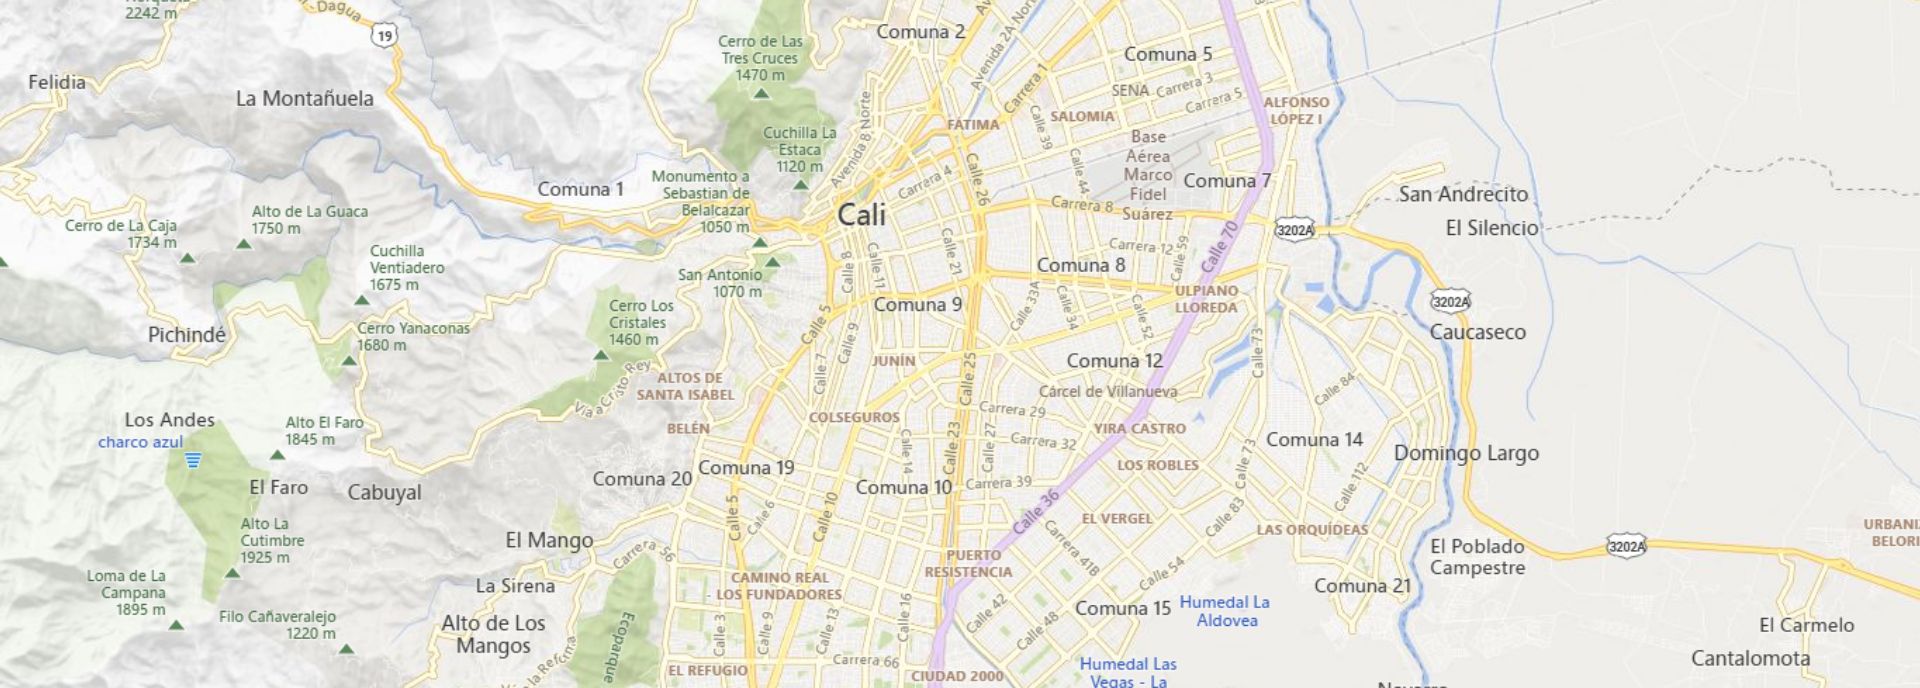 2242 m
Dagua
19
Felidia
La Montañuela
Cerro de Las
Tres Cruces
1470 m
Comuna 2
Avenida 2A Norte
Carrera 1
Comuna 5
SENA
Carrera 3
Carrera 5
ALFONSO
LÓPEZ I
FÁTIMA
SALOMIA
Calle 39
Cuchilla La
Estaca
1120 m
Avenida 8 Norte
Base
Aérea
Marco
Fidel
Suárez
Calle 44
Comuna 7
Comuna 1
Monumento a
Sebastian de
Belalcazar
1050 m
Carrera 4
Calle 26
Carrera 8
San Andrecito
El Silencio
3202A
Cali
Cerro de La Caja
1734 m
Alto de La Guaca
1750 m
Cuchilla
Ventiadero
1675 m
San Antonio
1070 m
Calle 8
Calle 11
Calle 21
Carrera 12
Calle 59
Calle 70
Comuna 8
ULPIANO
LLOREDA
3202A
Caucaseco
Cerro Los
Cristales
1460 m
Comuna 9
Calle 33A
Calle 34
Calle 52
Pichindé
Cerro Yanaconas
1680 m
Calle 5
Calle 9
Calle 7
JUNÍN
Comuna 12
Calle 73
Vía a Cristo Rey
ALTOS DE
SANTA ISABEL
Calle 25
Cárcel de Villanueva
Calle 84
Los Andes
charco azul
Alto El Faro
1845 m
BELÉN
COLSEGUROS
Carrera 29
YIRA CASTRO
Comuna 14
Calle 14
Calle 23
Calle 27
Carrera 32
Domingo Largo
El Faro
Cabuyal
Comuna 20
Comuna 19
Comuna 10
Carrera 39
LOS ROBLES
Calle 73
Calle 112
Alto La
Cutimbre
1925 m
El Mango
Calle 5
Calle 6
Calle 10
Calle 36
EL VERGEL
Calle 83
LAS ORQUÍDEAS
URBANI
BELORI
Carrera 56
PUERTO
RESISTENCIA
Carrera 41B
El Poblado
Campestre
3202A
Loma de La
Campana
1895 m
La Sirena
CAMINO REAL
LOS FUNDADORES
Calle 54
Comuna 21
Filo Cañaveralejo
1220 m
Alto de Los
Mangos
Ecoparque
Calle 3
Calle 9
Calle 13
Calle 16
Calle 42
Calle 48
Comuna 15
Humedal La
Aldovea
El Carmelo
Cantalomota
Vía a la Reforma
EL REFUGIO
Carrera 66
CIUDAD 2000
Humedal Las
Vegas - La